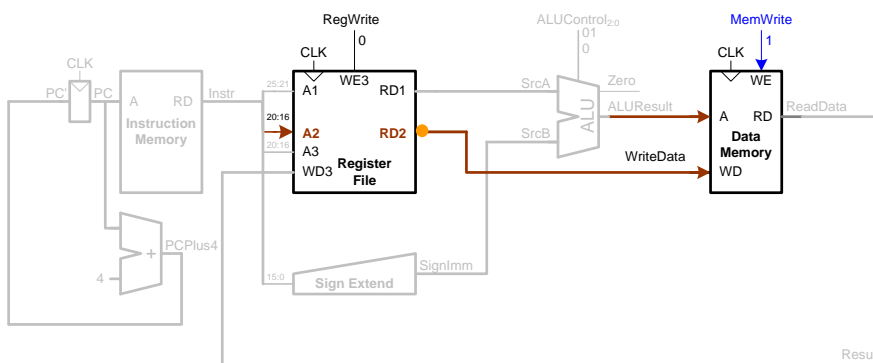 RegWrite
0
CLK
WE3
A1
RD1
A2
RD2
A3
WD3
Register
File
25:21
20:16
20:16
15:0
CLK
PC'
PC
A
RD
Instruction
Memory
Instr
4
+
PCPlus4
Sign Extend
SignImm
ALUControl2:0
010
SrcA
SrcB
ALU
Zero
ALUResult
WriteData
MemWrite
1
CLK
WE
A
RD
Data
Memory
WD
ReadData
Resu